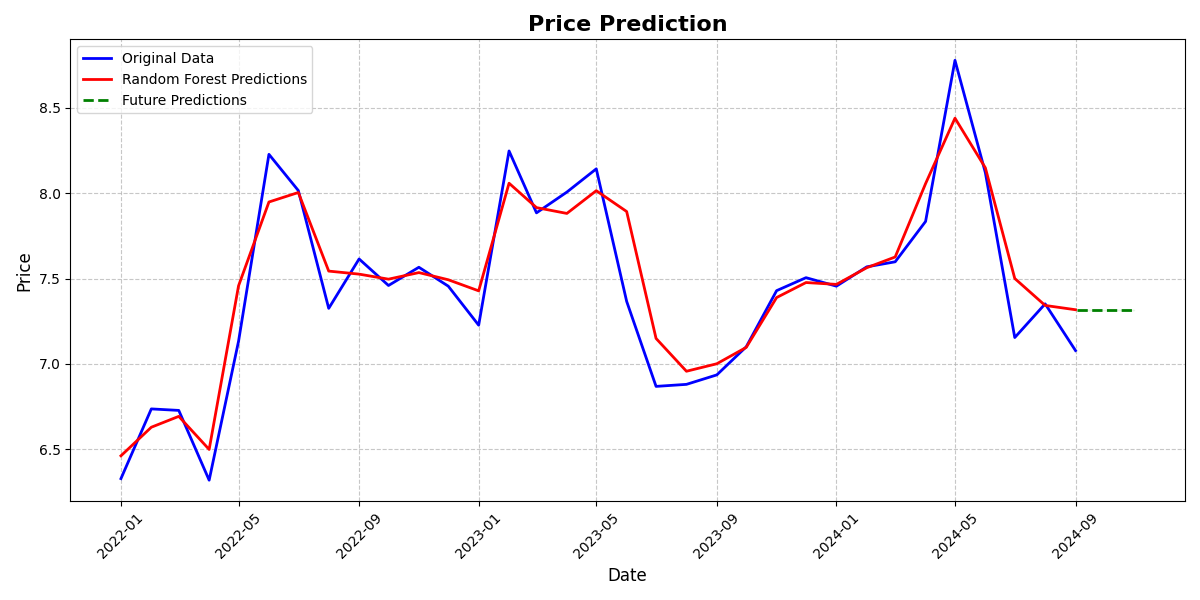 Price Prediction
Original Data
Random Forest Predictions
Future Predictions
Price
8.5
8.0
7.5
7.0
6.5
2022-01
2022-05
2022-09
2023-01
2023-05
2023-09
2024-01
2024-05
2024-09
Date